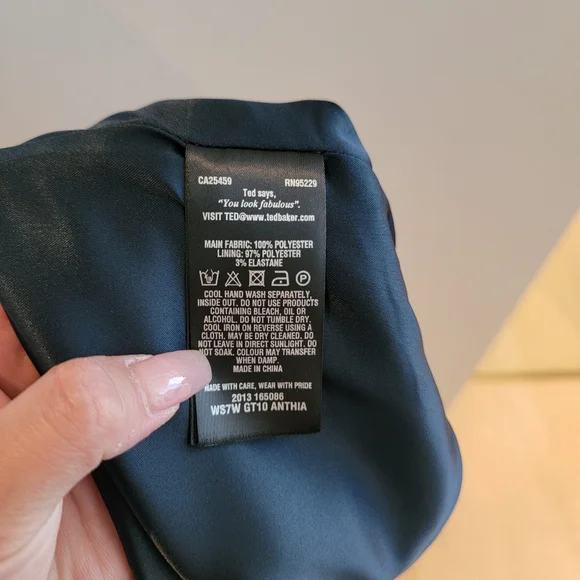 CA25459 RN95229
Ted says,
"You look fabulous".
VISIT TED@www.tedbaker.com
MAIN FABRIC: 100% POLYESTER
LINING: 97% POLYESTER
3% ELASTANE
P
COOL HAND WASH SEPARATELY,
INSIDE OUT. DO NOT USE PRODUCTS
CONTAINING BLEACH, OIL OR
ALCOHOL. DO NOT TUMBLE DRY.
COOL IRON ON REVERSE USING A
CLOTH. MAY BE DRY CLEANED. DO
NOT LEAVE IN DIRECT SUNLIGHT. DO
NOT SOAK. COLOUR MAY TRANSFER
WHEN DAMP.
MADE IN CHINA
MADE WITH CARE, WEAR WITH PRIDE
2013 165086
WS7W GT10 ANTHIA